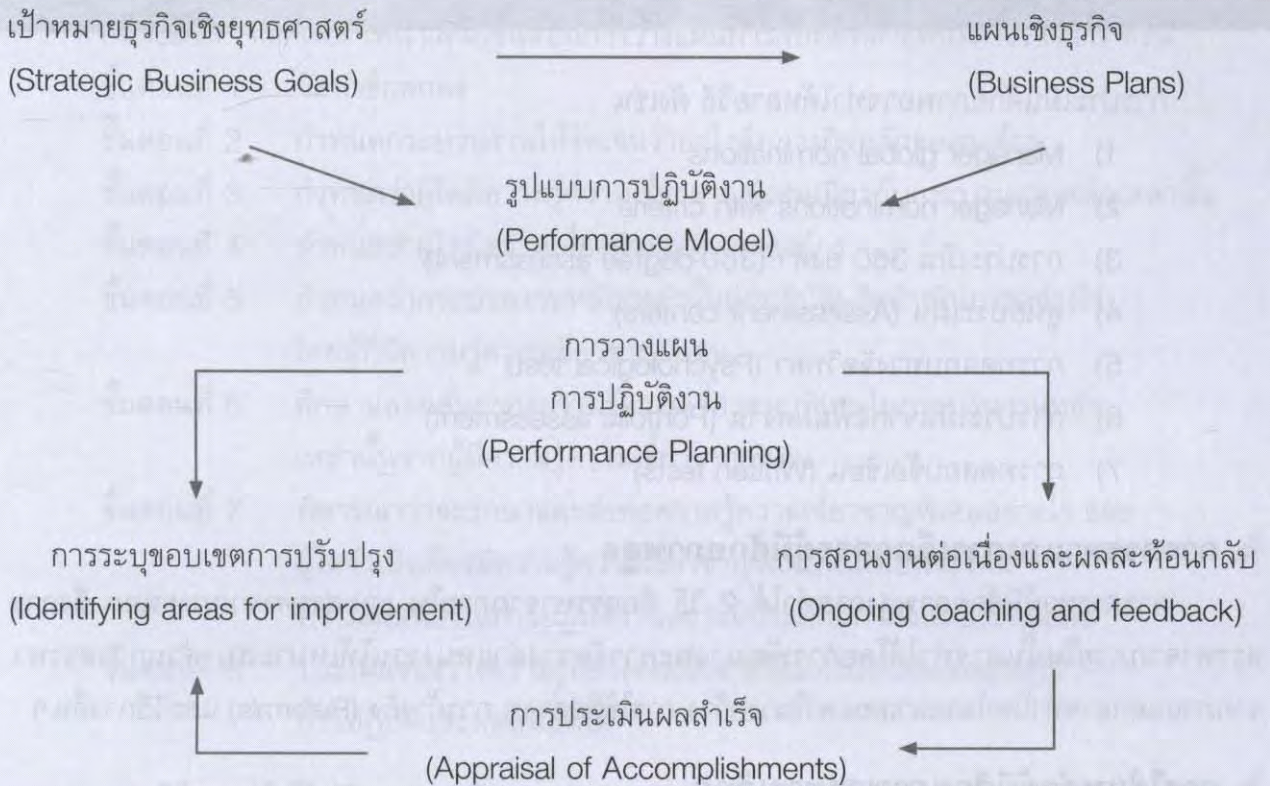 เป้าหมายธุรกิจเชิงยุทธศาสตร์
(Strategic Business Goals)
แผนเชิงธุรกิจ
(Business Plans)
รูปแบบการปฏิบัติงาน
(Performance Model)
การวางแผน
การปฏิบัติงาน
(Performance Planning)
การระบุขอบเขตการปรับปรุง
(Identifying areas for improvement)
การสอนงานต่อเนื่องและผลสะท้อนกลับ
(Ongoing coaching and feedback)
การประเมินผลสำเร็จ
(Appraisal of Accomplishments)